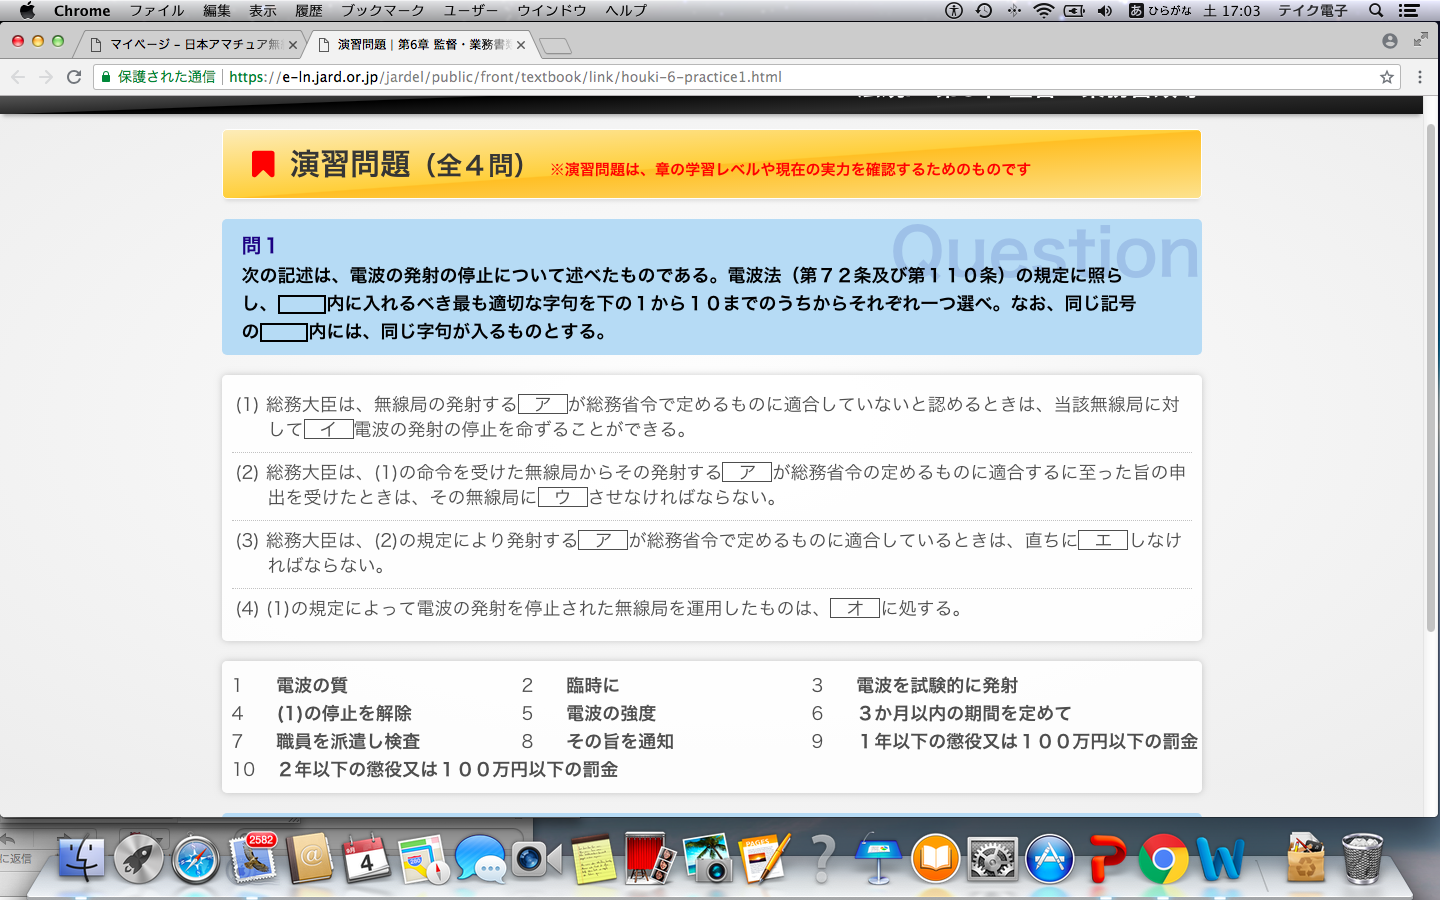 Chrome ファイル 編集 表示 履歴 ブックマーク ユーザー ウインドウ ヘルプ あ ひらがな 土 17:03 テイク電子
マイページ - 日本アマチュア無 演習問題 | 第6章 監督・業務書
保護された通信 https://e-ln.jard.or.jp/jardel/public/front/textbook/link/houki-6-practice1.html
演習問題（全４問） ※演習問題は、章の学習レベルや現在の実力を確認するためのものです
Question
問１
次の記述は、電波の発射の停止について述べたものである。電波法（第７２条及び第１１０条）の規定に照ら
し、内に入れるべき最も適切な字句を下の１から１０までのうちからそれぞれ一つ選べ。なお、同じ記号
の内には、同じ字句が入るものとする。
(1) 総務大臣は、無線局の発射するアが総務省令で定めるものに適合していないと認めるときは、当該無線局に対
してイ電波の発射の停止を命ずることができる。
(2) 総務大臣は、(1)の命令を受けた無線局からその発射するアが総務省令の定めるものに適合するに至った旨の申
出を受けたときは、その無線局にウさせなければならない。
(3) 総務大臣は、(2)の規定により発射するアが総務省令で定めるものに適合しているときは、直ちにエしなけ
ればならない。
(4) (1)の規定によって電波の発射を停止された無線局を運用したものは、オに処する。
1 電波の質 2 臨時に 3 電波を試験的に発射
4 (1)の停止を解除 5 電波の強度 6 ３か月以内の期間を定めて
7 職員を派遣し検査 8 その旨を通知 9 １年以下の懲役又は１００万円以下の罰金
10 ２年以下の懲役又は１００万円以下の罰金
に返信
2582
9月
4
280
PAGES